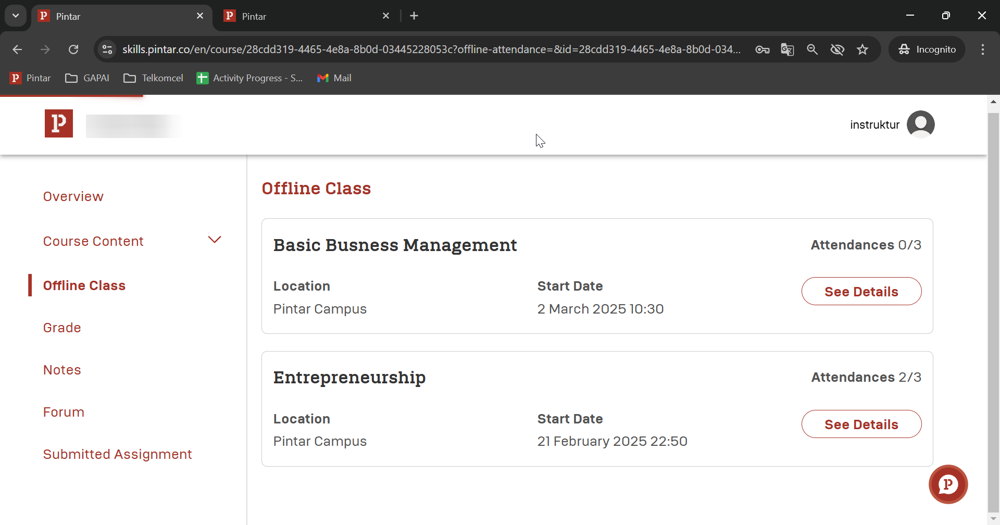 Pintar
Pintar
skills.pintar.co/en/course/28cdd319-4465-4e8a-8b0d-03445228053c?offline-attendance=&id=28cdd319-4465-4e8a-8b0d-034...
Incognito
Pintar
GAPAI
Telkomcel
Activity Progress - S...
Mail
instruktur
Overview
Course Content
Offline Class
Grade
Notes
Forum
Submitted Assignment
Offline Class
Basic Busness Management
Attendances 0/3
Location
Start Date
Pintar Campus
2 March 2025 10:30
See Details
Entrepreneurship
Attendances 2/3
Location
Start Date
Pintar Campus
21 February 2025 22:50
See Details